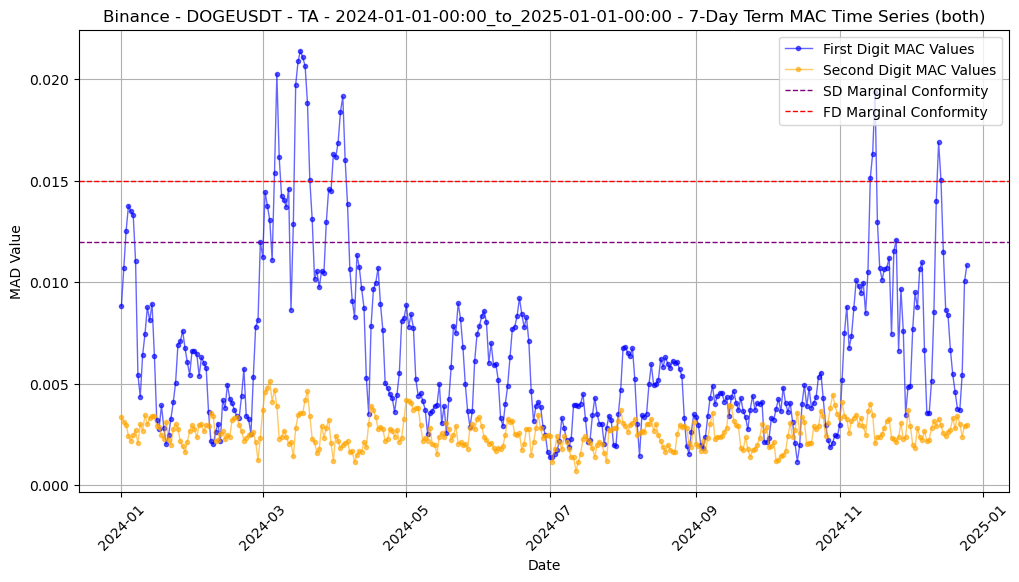 Binance - DOGEUSDT - TA - 2024-01-01-00:00_to_2025-01-01-00:00 - 7-Day Term MAC Time Series (both)
First Digit MAC Values
Second Digit MAC Values
SD Marginal Conformity
FD Marginal Conformity
MAD Value
0.020
0.015
0.010
0.005
0.000
2024-01
2024-03
2024-05
2024-07
2024-09
2024-11
2025-01
Date